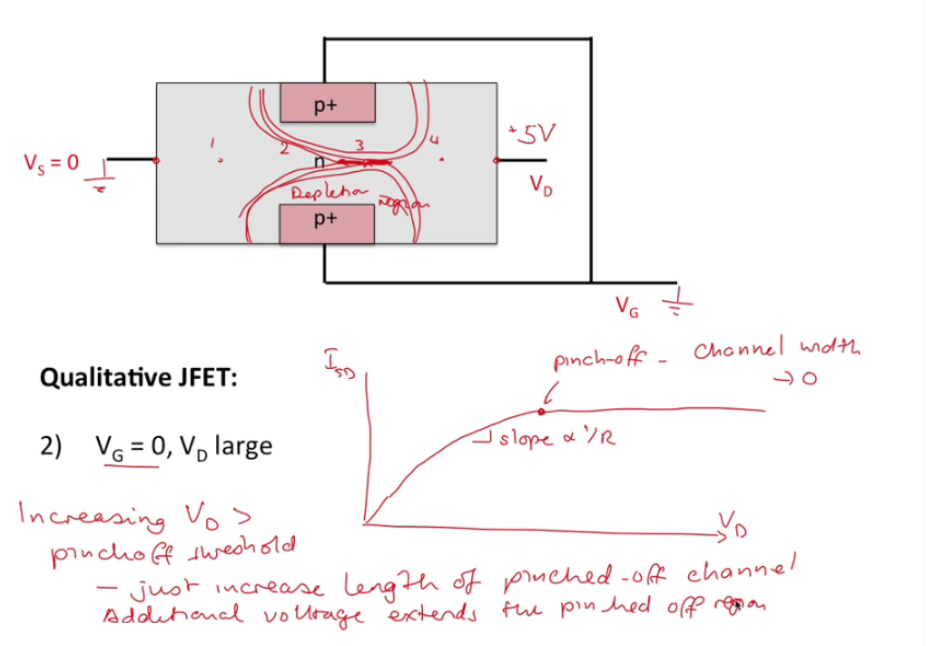 p+
+5V
1
2
3
4
V_S = 0
n
V_D
Depletion region
p+
V_G
I_SD
pinch-off - Channel width
→ 0
Qualitative JFET:
slope ∝ 1/R
2) V_G = 0, V_D large
Increasing V_D >
V_D
pinchoff threshold
- just increase length of pinched-off channel
Additional voltage extends the pinched off region